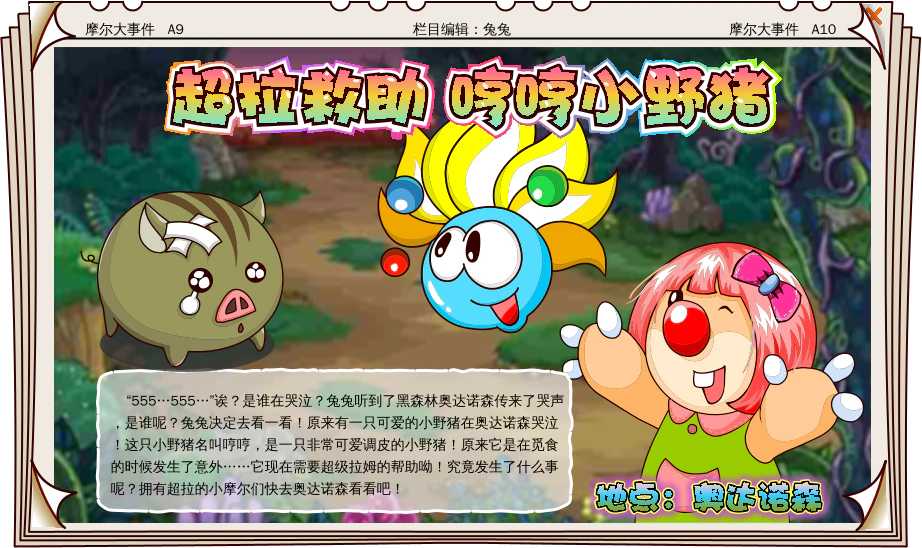 摩尔大事件 A9
栏目编辑：兔兔
摩尔大事件 A10
超拉救助 哼哼小野猪
“555…555…”诶？是谁在哭泣？兔兔听到了黑森林奥达诺森传来了哭声
，是谁呢？兔兔决定去看一看！原来有一只可爱的小野猪在奥达诺森哭泣
！这只小野猪名叫哼哼，是一只非常可爱调皮的小野猪！原来它是在觅食
的时候发生了意外……它现在需要超级拉姆的帮助呦！究竟发生了什么事
呢？拥有超拉的小摩尔们快去奥达诺森看看吧！
地点：奥达诺森